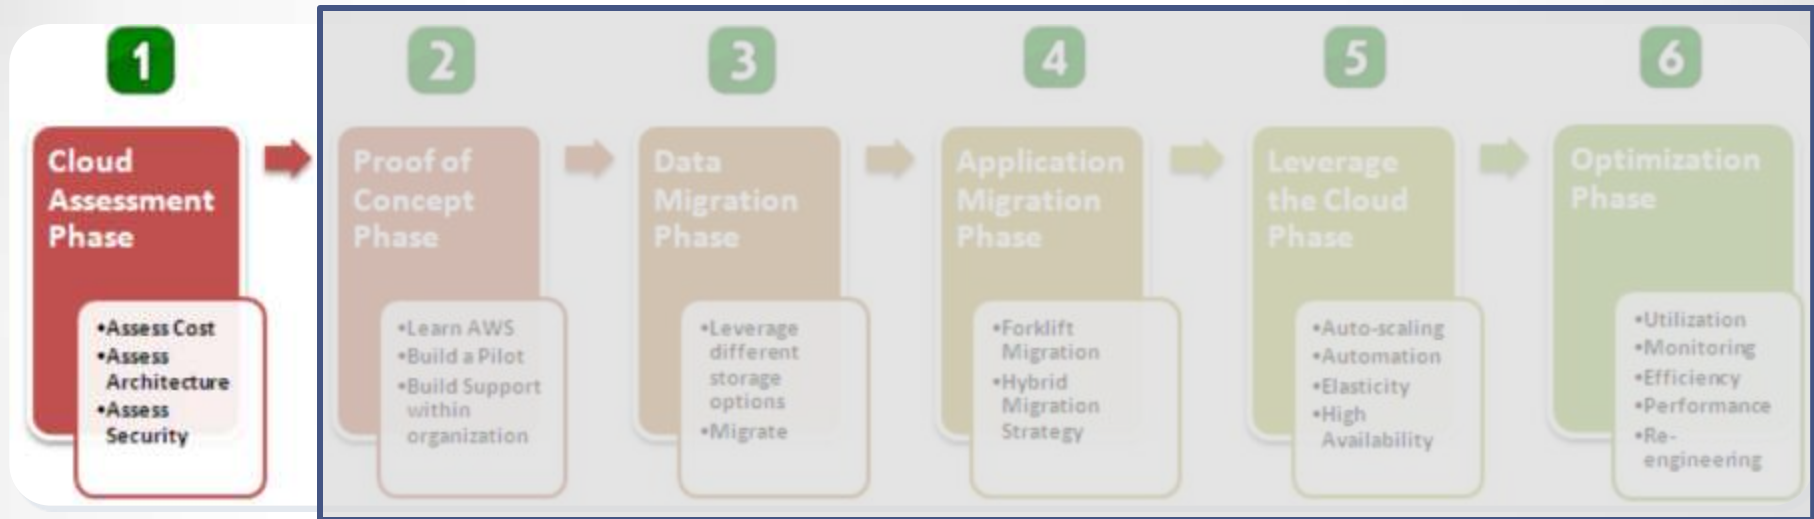 1
Cloud
Assessment
Phase
•Assess Cost
•Assess
Architecture
•Assess
Security
2
Proof of
Concept
Phase
•Learn AWS
•Build a Pilot
•Build Support
within
organization
3
Data
Migration
Phase
•Leverage
different
storage
options
•Migrate
4
Application
Migration
Phase
•Forklift
Migration
•Hybrid
Migration
Strategy
5
Leverage
the Cloud
Phase
•Auto-scaling
•Automation
•Elasticity
•High
Availability
6
Optimization
Phase
•Utilization
•Monitoring
•Efficiency
•Performance
•Re-
engineering